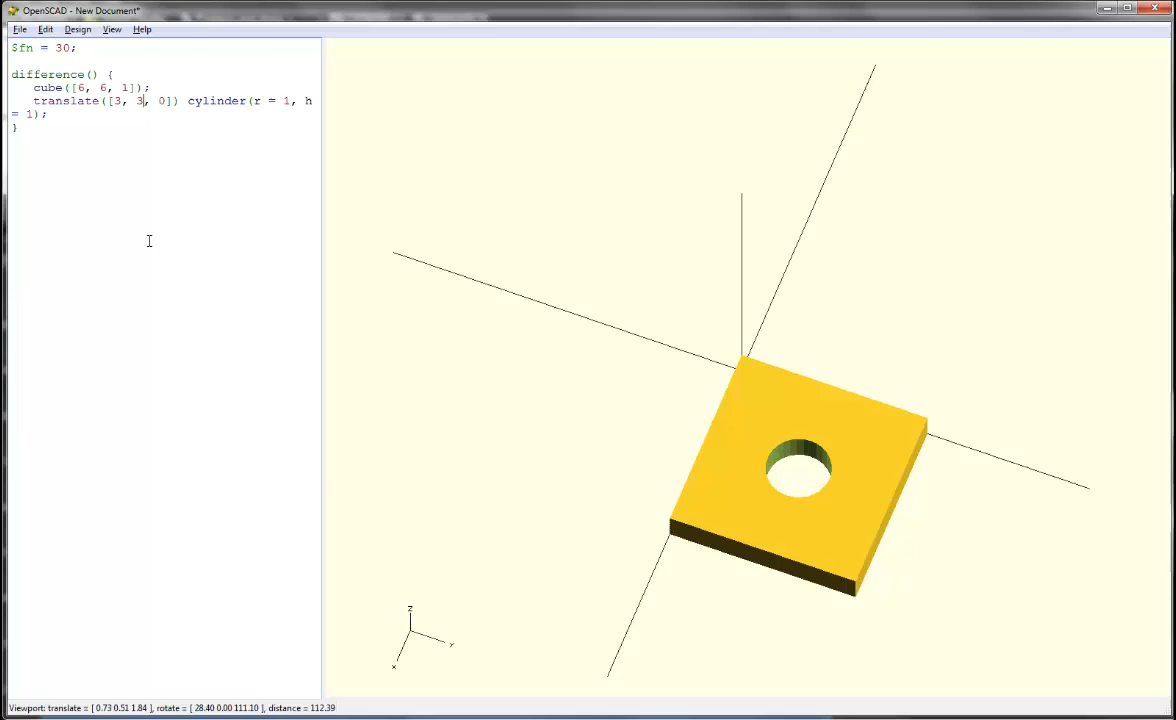 OpenSCAD - New Document*
File Edit Design View Help
$fn = 30;
difference() {
cube([6, 6, 1]);
translate([3, 3, 0]) cylinder(r = 1, h
= 1);
}
z
Y
x
Viewport: translate = [ 0.73 0.51 1.84 ], rotate = [ 28.40 0.00 111.10 ], distance = 112.39